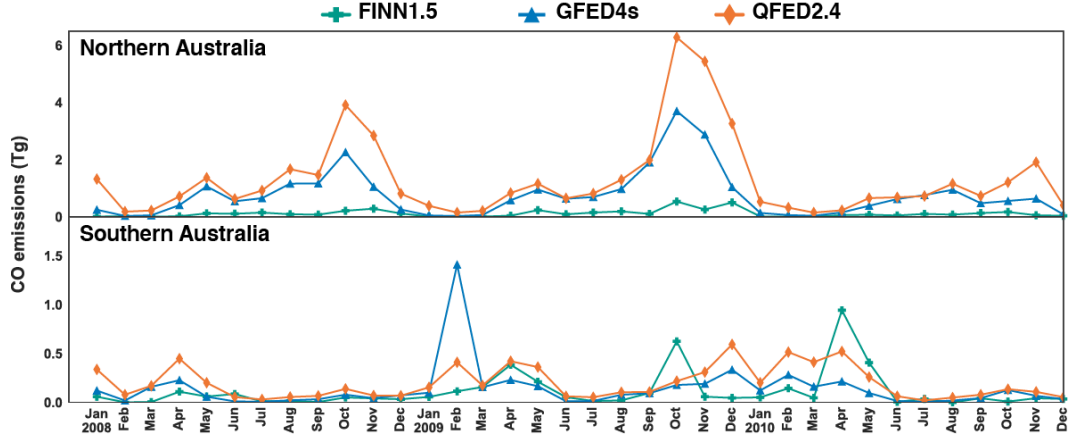 FINN1.5 GFED4s QFED2.4
Northern Australia
6
4
2
0
CO emissions (Tg)
Southern Australia
1.5
1.0
0.5
0.0
Jan Feb Mar Apr May Jun Jul Aug Sep Oct Nov Dec Jan Feb Mar Apr May Jun Jul Aug Sep Oct Nov Dec Jan Feb Mar Apr May Jun Jul Aug Sep Oct Nov Dec
2008 2009 2010